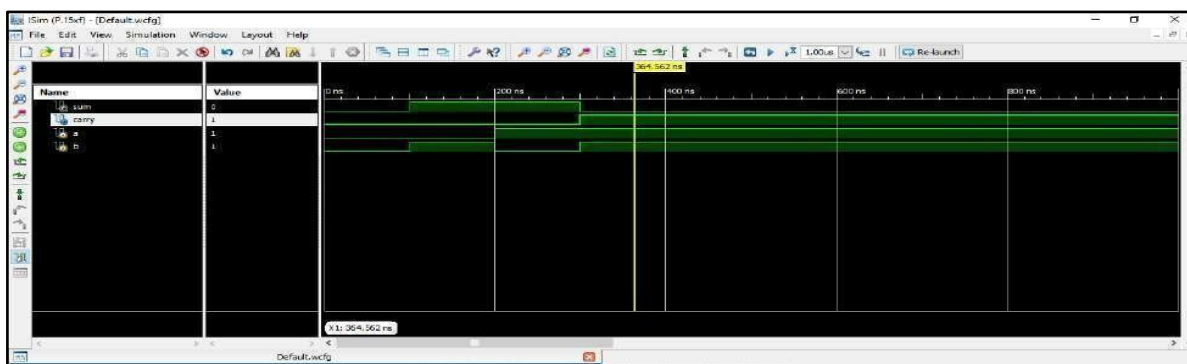 ISim (P.15xf) - [Default.wcfg]
File Edit View Simulation Window Layout Help
1.00us Re-launch
364.562 ns
Name Value 0 ns 200 ns 400 ns 600 ns 800 ns
sum 0
carry 1
a 1
b 1
X1: 364.562 ns
Default.wcfg